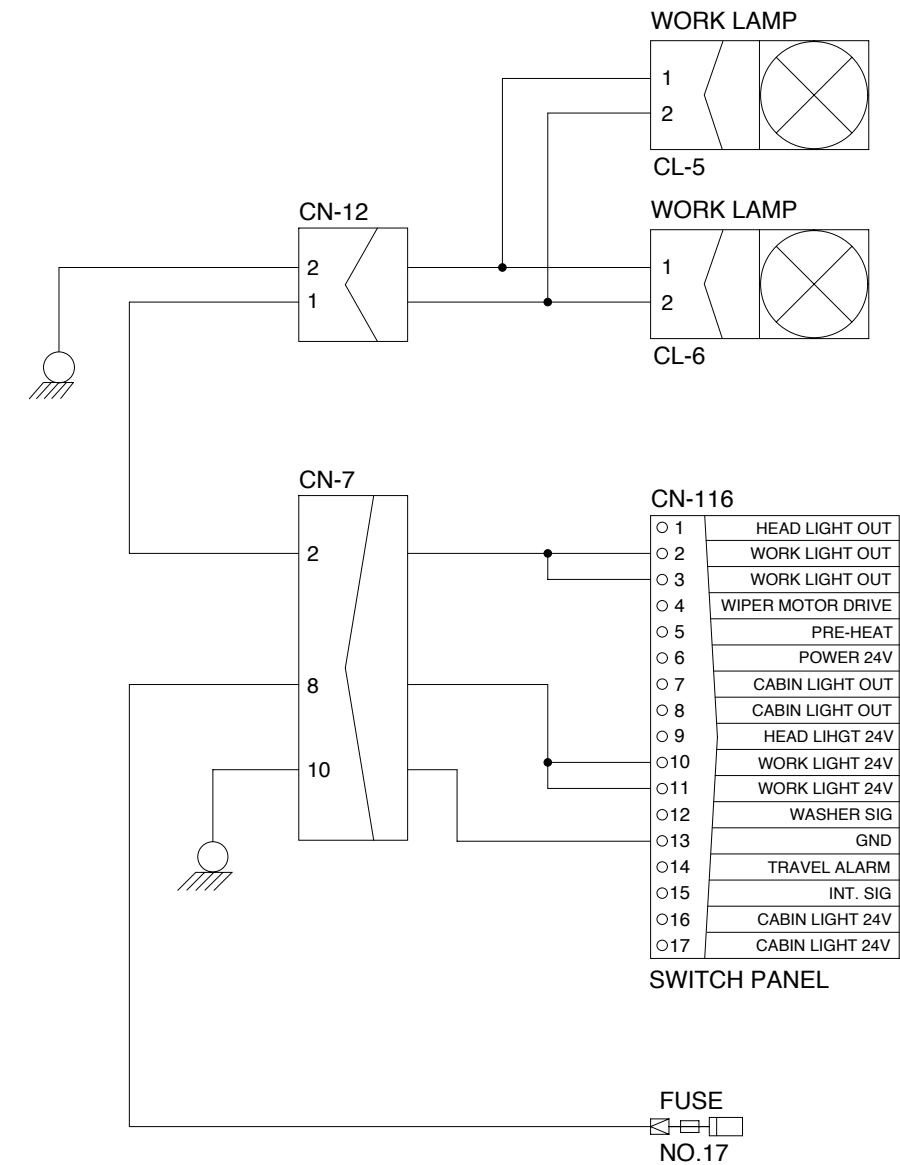 WORK LAMP
1
2
CL-5
WORK LAMP
CN-12
2
1
1
2
CL-6
CN-7
2
8
10
CN-116
1 HEAD LIGHT OUT
2 WORK LIGHT OUT
3 WORK LIGHT OUT
4 WIPER MOTOR DRIVE
5 PRE-HEAT
6 POWER 24V
7 CABIN LIGHT OUT
8 CABIN LIGHT OUT
9 HEAD LIHGT 24V
10 WORK LIGHT 24V
11 WORK LIGHT 24V
12 WASHER SIG
13 GND
14 TRAVEL ALARM
15 INT. SIG
16 CABIN LIGHT 24V
17 CABIN LIGHT 24V
SWITCH PANEL
FUSE
NO.17